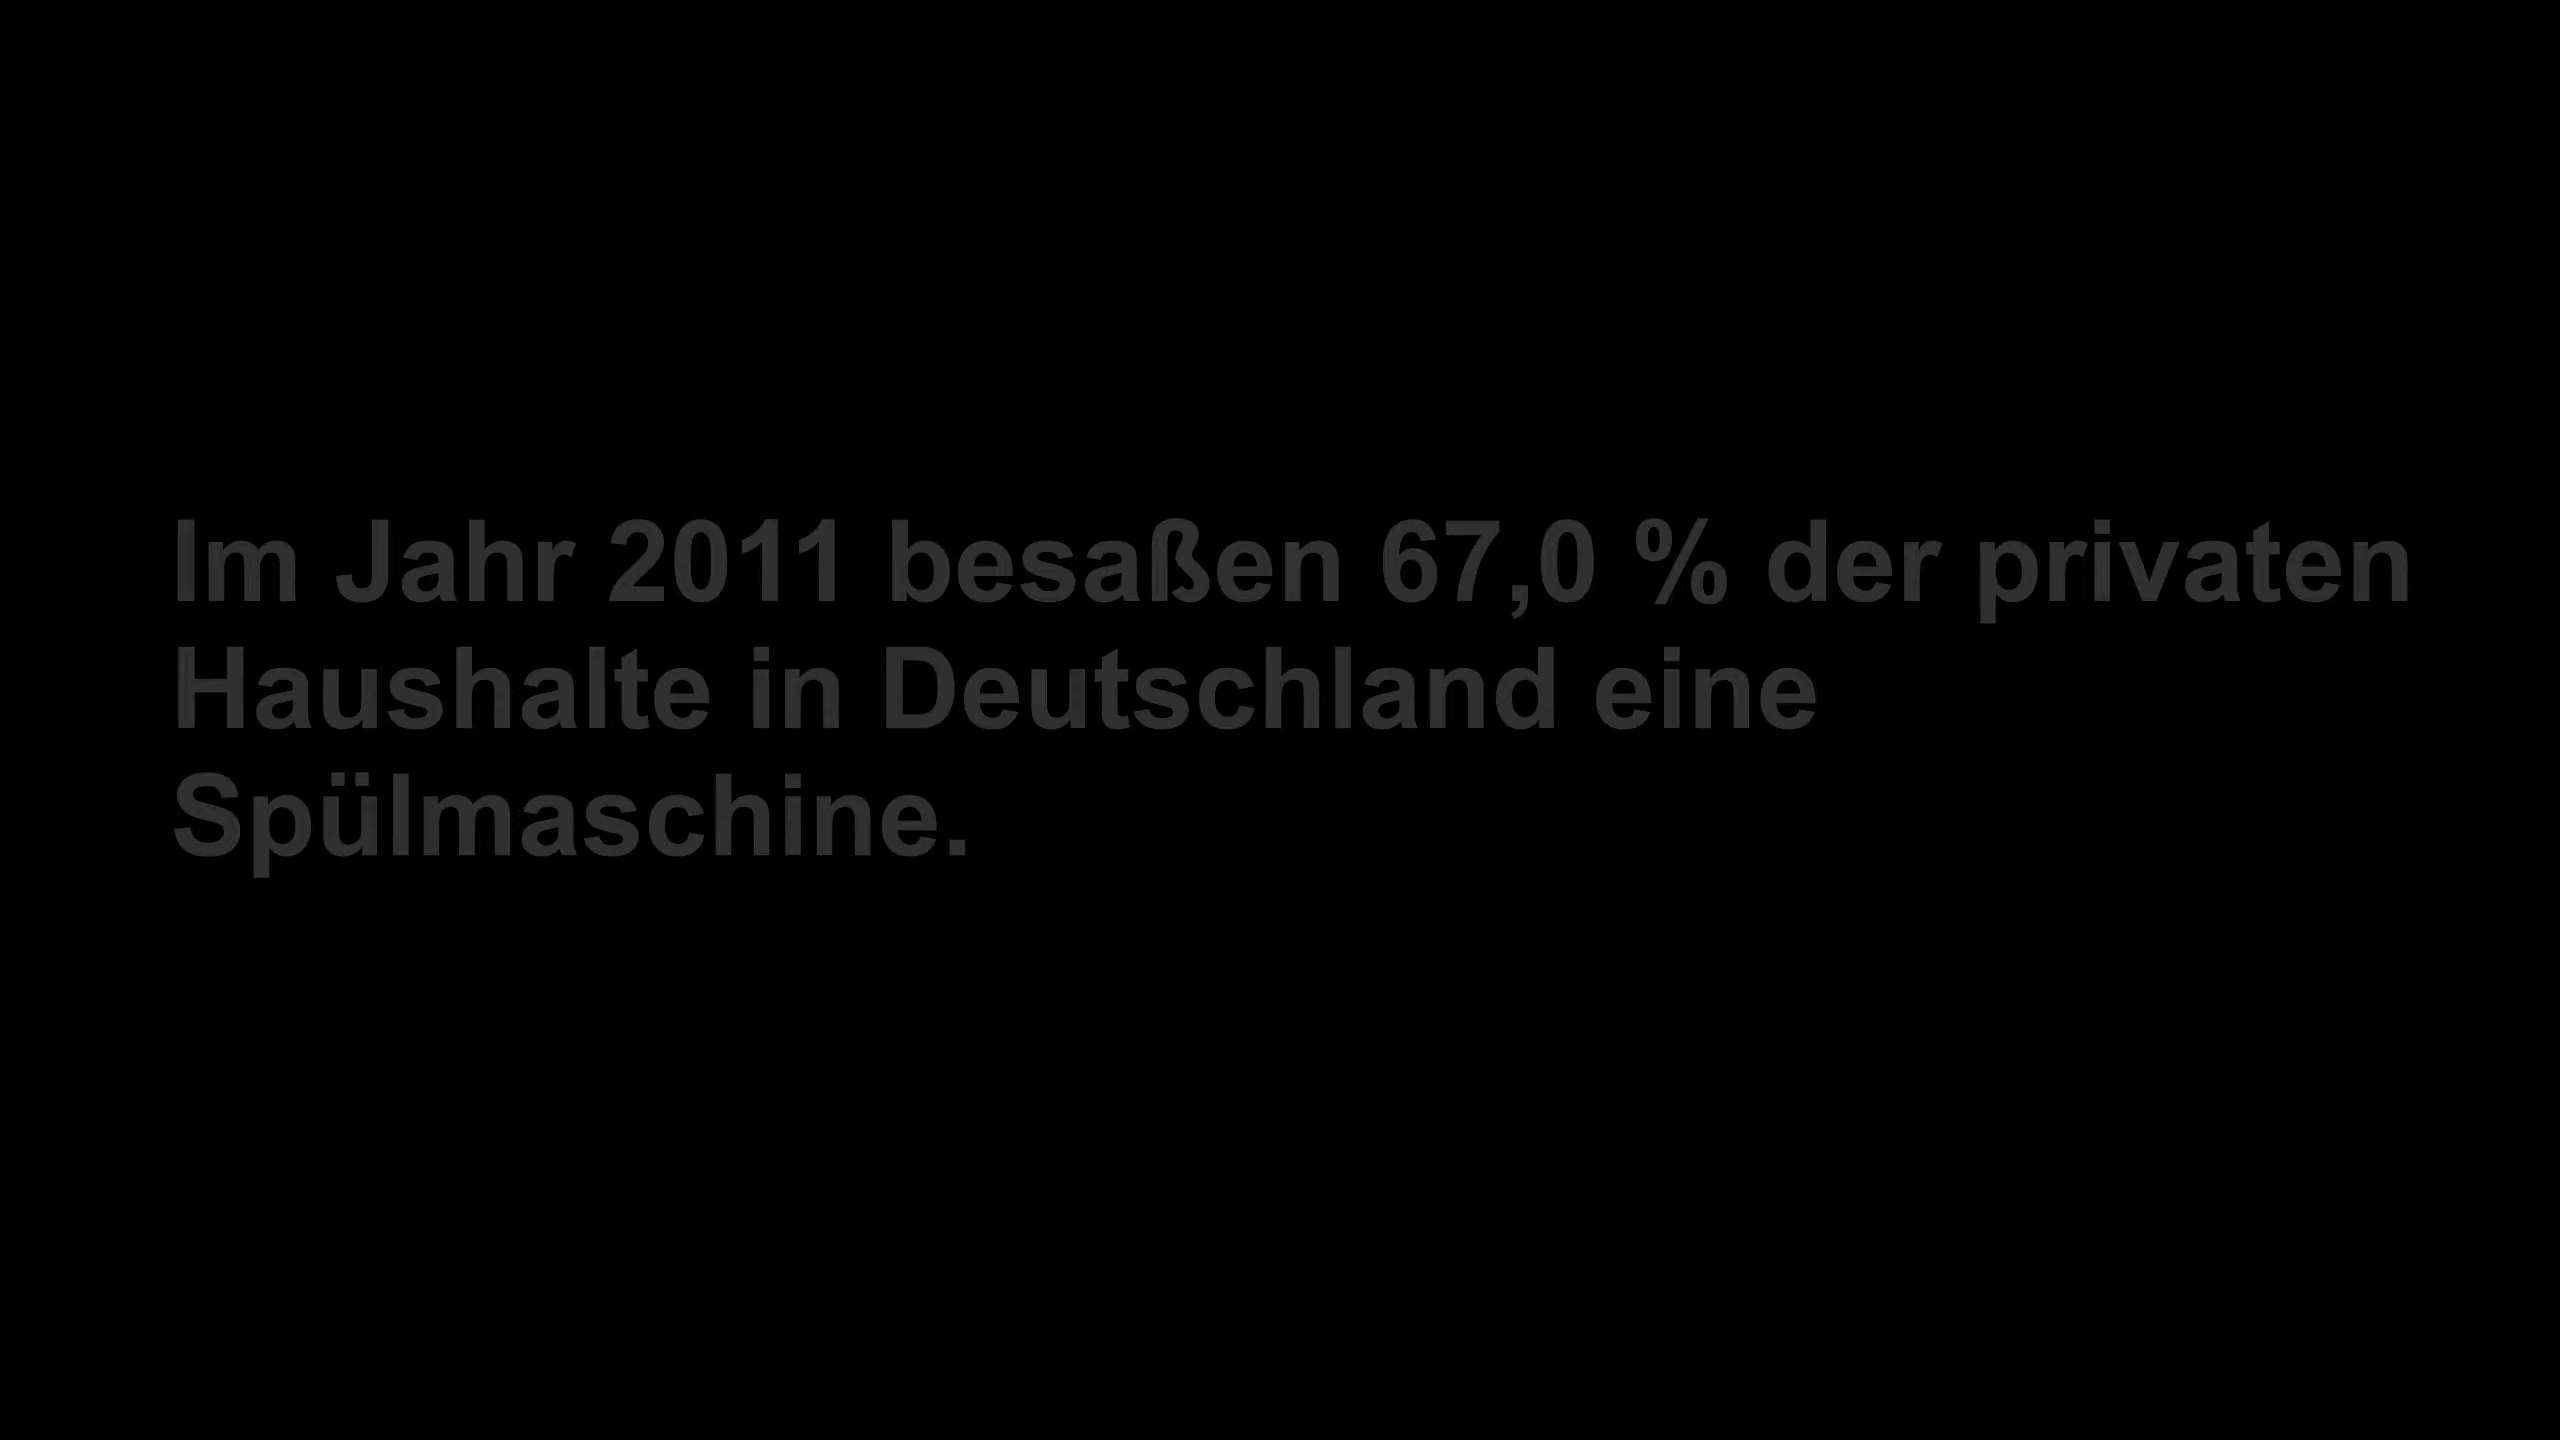 Im Jahr 2011 besaßen 67,0 % der privaten
Haushalte in Deutschland eine
Spülmaschine.